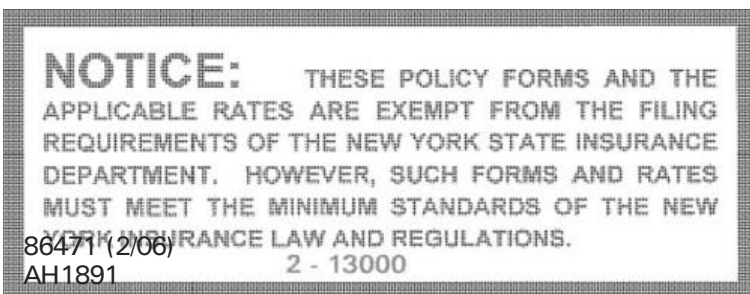 NOTICE: THESE POLICY FORMS AND THE
APPLICABLE RATES ARE EXEMPT FROM THE FILING
REQUIREMENTS OF THE NEW YORK STATE INSURANCE
DEPARTMENT. HOWEVER, SUCH FORMS AND RATES
MUST MEET THE MINIMUM STANDARDS OF THE NEW
YORK INSURANCE LAW AND REGULATIONS.
86471 (2/06)
2 - 13000
AH1891